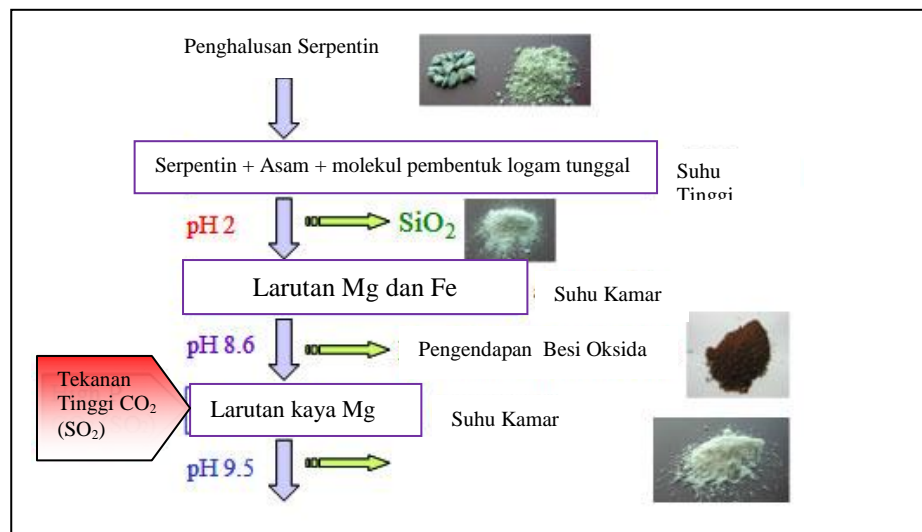 Penghalusan Serpentin
Serpentin + Asam + molekul pembentuk logam tunggal
Suhu
Tinggi
pH 2
SiO₂
Larutan Mg dan Fe
Suhu Kamar
pH 8.6
Pengendapan Besi Oksida
Tekanan
Tinggi CO₂
(SO₂)
Larutan kaya Mg
Suhu Kamar
pH 9.5